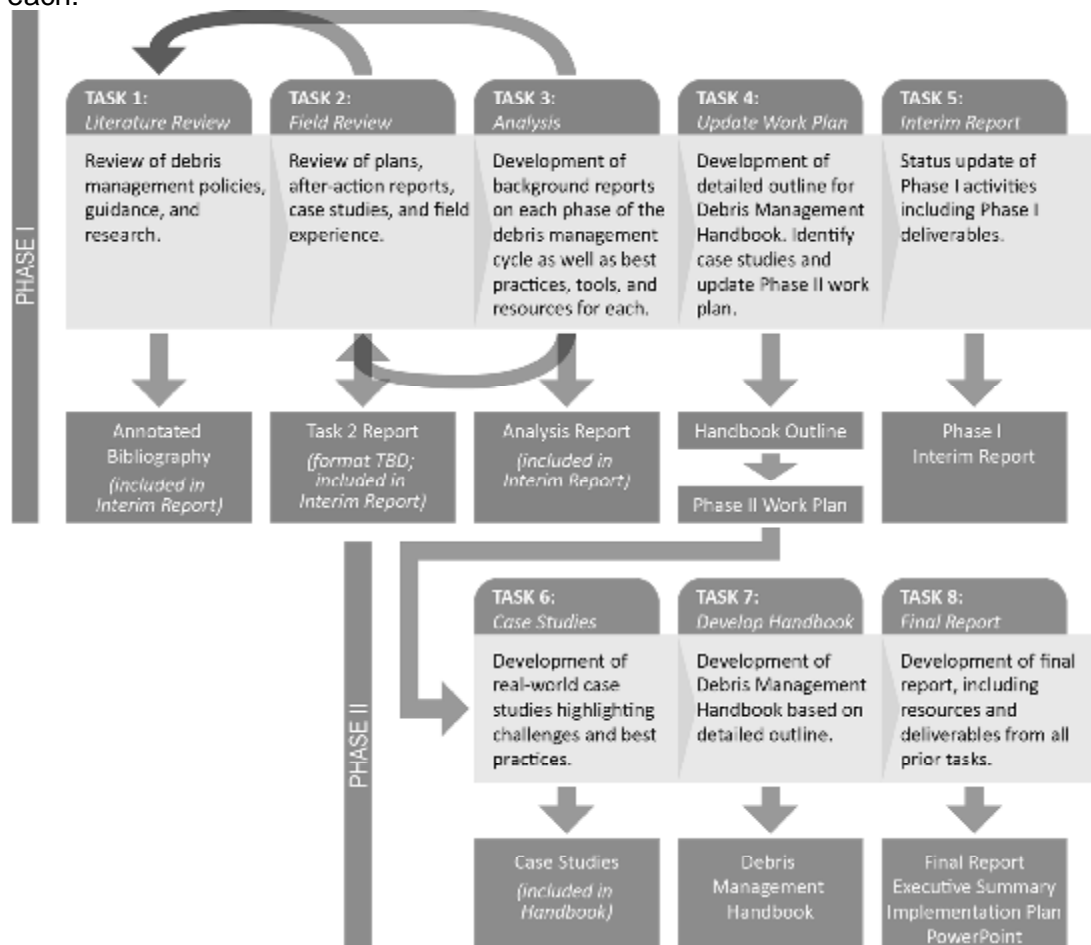 each.
PHASE I
TASK 1:
Literature Review
Review of debris
management policies,
guidance, and
research.
TASK 2:
Field Review
Review of plans,
after-action reports,
case studies, and field
experience.
TASK 3:
Analysis
Development of
background reports
on each phase of the
debris management
cycle as well as best
practices, tools, and
resources for each.
TASK 4:
Update Work Plan
Development of
detailed outline for
Debris Management
Handbook. Identify
case studies and
update Phase II work
plan.
TASK 5:
Interim Report
Status update of
Phase I activities
including Phase I
deliverables.
Annotated
Bibliography
(included in
Interim Report)
Task 2 Report
(format TBD;
included in
Interim Report)
Analysis Report
(included in
Interim Report)
Handbook Outline
Phase II Work Plan
Phase I
Interim Report
PHASE II
TASK 6:
Case Studies
Development of
real-world case
studies highlighting
challenges and best
practices.
TASK 7:
Develop Handbook
Development of
Debris Management
Handbook based on
detailed outline.
TASK 8:
Final Report
Development of final
report, including
resources and
deliverables from all
prior tasks.
Case Studies
(included in
Handbook)
Debris
Management
Handbook
Final Report
Executive Summary
Implementation Plan
PowerPoint